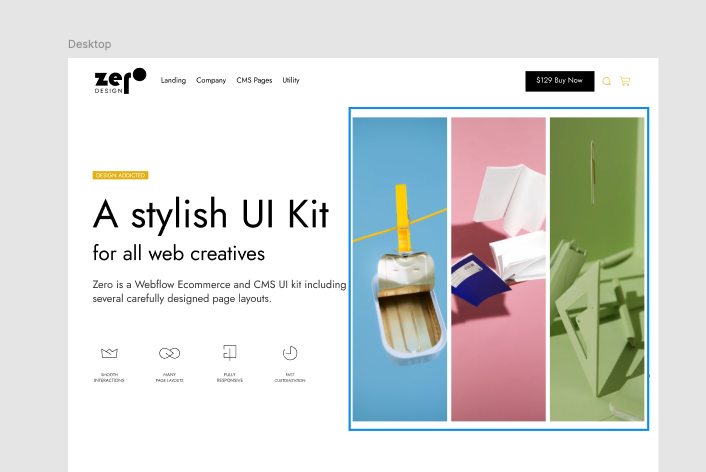 Desktop
zero
DESIGN
Landing Company CMS Pages Utility
$129 Buy Now
DESIGN ADDICTED
A stylish UI Kit
for all web creatives
Zero is a Webflow Ecommerce and CMS UI kit including
several carefully designed page layouts.
SMOOTH
INTERACTIONS
MANY
PAGE LAYOUTS
FULLY
RESPONSIVE
FAST
CUSTOMIZATION